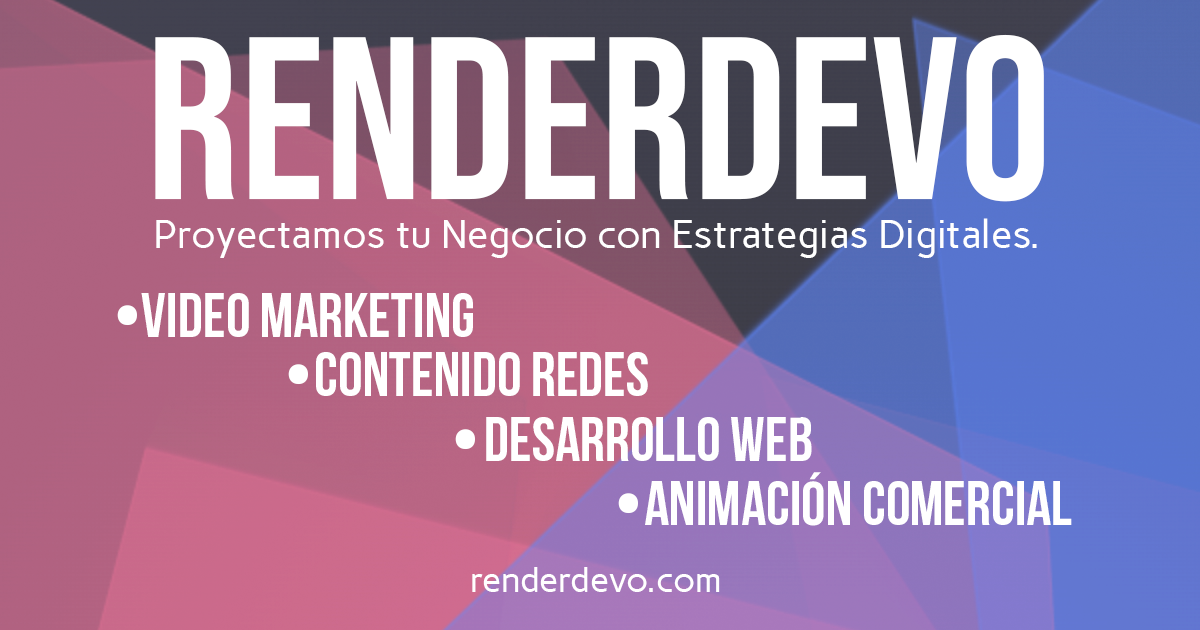 RENDERDEVO
Proyectamos tu Negocio con Estrategias Digitales.
•VIDEO MARKETING
•CONTENIDO REDES
• DESARROLLO WEB
•ANIMACIÓN COMERCIAL
renderdevo.com